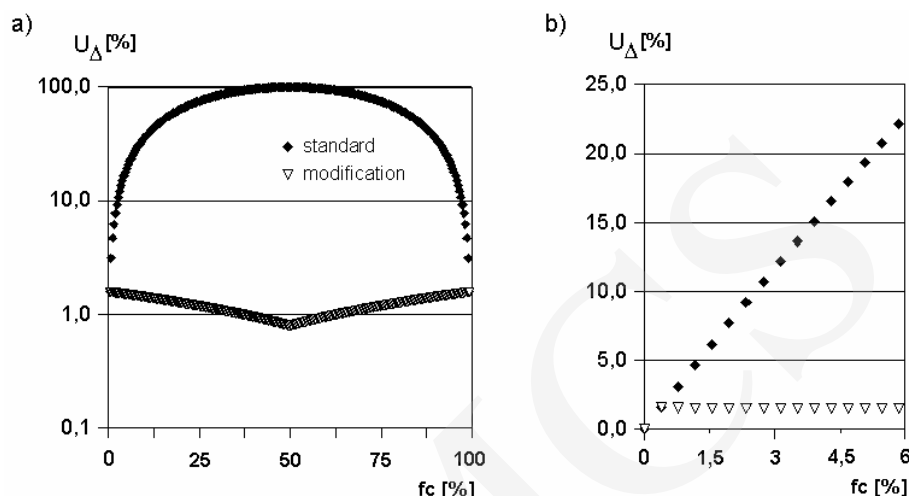 a)
U_Δ [%]
100,0
10,0
1,0
0,1
0
25
50
75
100
fc [%]
standard
modification
b)
U_Δ [%]
25,0
20,0
15,0
10,0
5,0
0,0
0
1,5
3
4,5
6
fc [%]
MCS